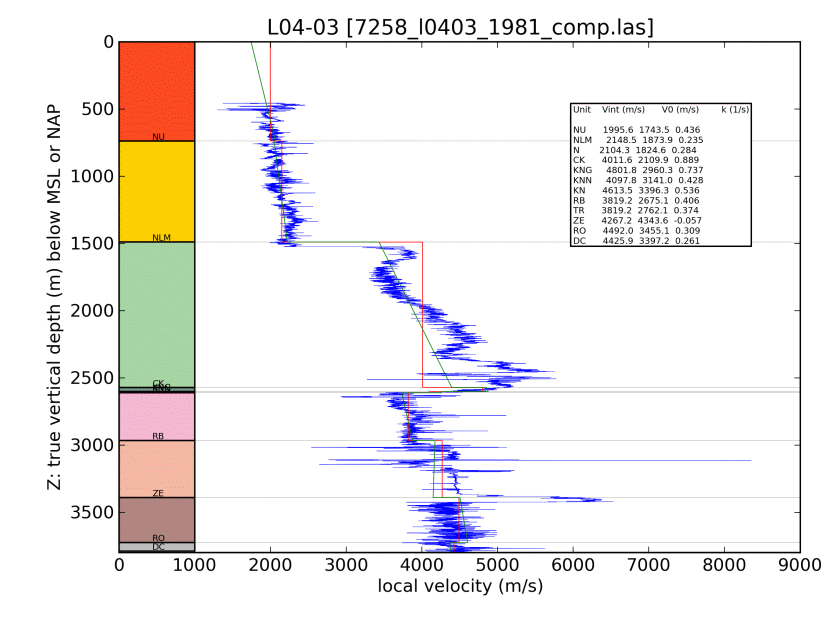 L04-03 [7258_l0403_1981_comp.las]
Z: true vertical depth (m) below MSL or NAP
0
500
1000
1500
2000
2500
3000
3500
NU
NLM
CK
RB
ZE
RO
DC
Unit Vint (m/s) V0 (m/s) k (1/s)
NU 1995.6 1743.5 0.436
NLM 2148.5 1873.9 0.235
N 2104.3 1824.6 0.284
CK 4011.6 2109.9 0.889
KNG 4801.8 2960.3 0.737
KNN 4097.8 3141.0 0.428
KN 4613.5 3396.3 0.536
RB 3819.2 2675.1 0.406
TR 3819.2 2762.1 0.374
ZE 4267.2 4343.6 -0.057
RO 4492.0 3455.1 0.309
DC 4425.9 3397.2 0.261
0 1000 2000 3000 4000 5000 6000 7000 8000 9000
local velocity (m/s)